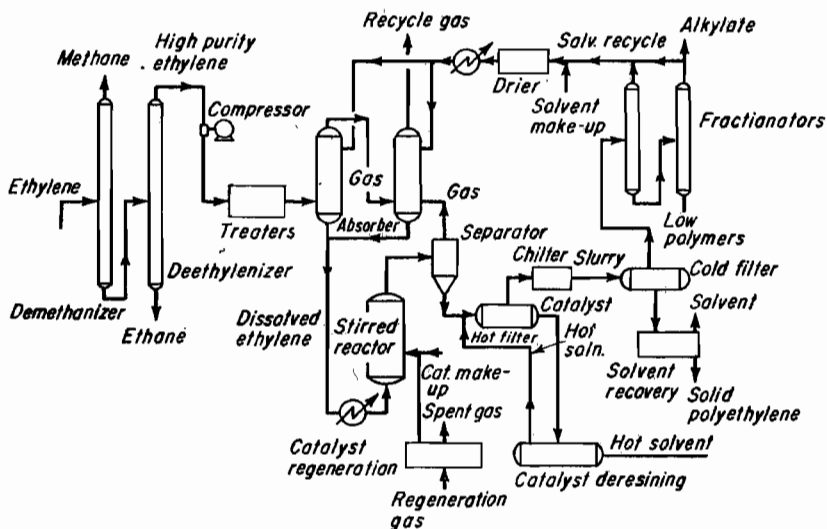 Recycle gas
High purity
ethylene
Methane
Compressor
Solv. recycle
Alkylate
Drier
Solvent
make-up
Fractionators
Ethylene
Gas
Gas
Treaters
Absorber
Separator
Low
polymers
Deethylenizer
Demethanizer
Ethane
Chilter
Slurry
Cold filter
Catalyst
Solvent
Dissolved
ethylene
Stirred
reactor
Hot filter
Hot
soln.
Cat. make-
up
Solvent
recovery
Solid
polyethylene
Spent gas
Catalyst
regeneration
Hot solvent
Catalyst deresining
Regeneration
gas